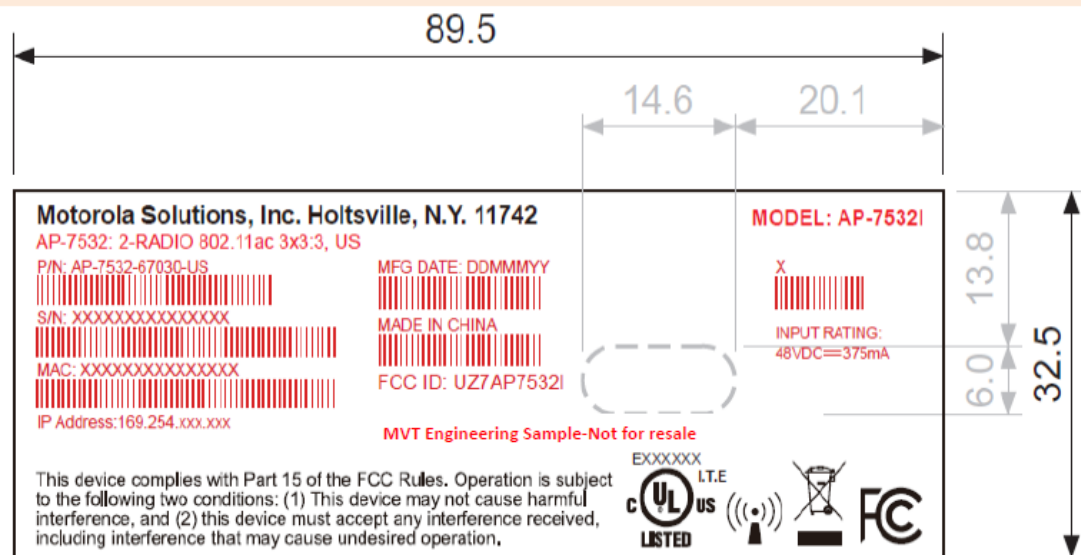 89.5
14.6
20.1
Motorola Solutions, Inc. Holtsville, N.Y. 11742
MODEL: AP-7532I
AP-7532: 2-RADIO 802.11ac 3x3:3, US
P/N: AP-7532-67030-US
MFG DATE: DDMMMYY
X
13.8
S/N: XXXXXXXXXXXXXXX
MADE IN CHINA
INPUT RATING:
48VDC⎓375mA
32.5
MAC: XXXXXXXXXXXXXXX
FCC ID: UZ7AP7532I
6.0
IP Address:169.254.xxx.xxx
MVT Engineering Sample-Not for resale
This device complies with Part 15 of the FCC Rules. Operation is subject
to the following two conditions: (1) This device may not cause harmful
interference, and (2) this device must accept any interference received,
including interference that may cause undesired operation.
EXXXXXX
I.T.E
C UL US
LISTED
FCC